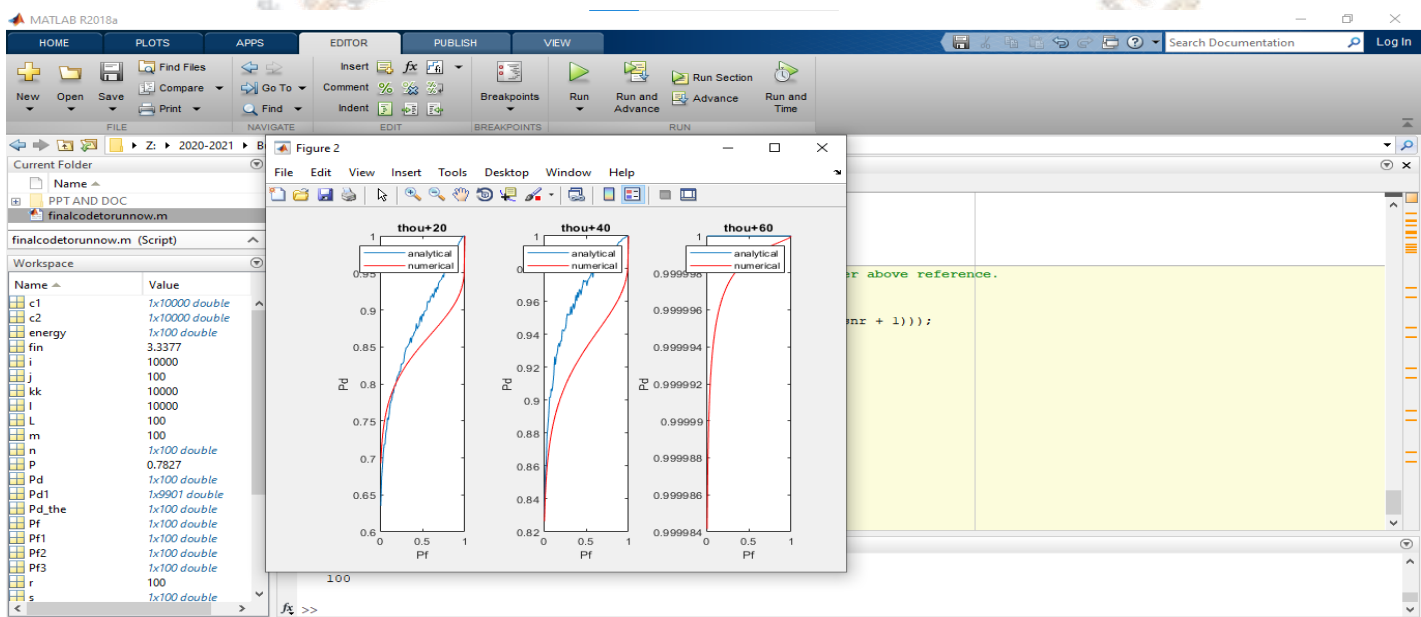 MATLAB R2018a
HOME PLOTS APPS EDITOR PUBLISH VIEW
Search Documentation
Log In
New
Open
Save
Find Files
Compare
Print
Go To
Find
Insert
fx
Comment
Indent
Breakpoints
Run
Run and Advance
Run Section
Advance
Run and Time
FILE NAVIGATE EDIT BREAKPOINTS RUN
Z: 2020-2021
Current Folder
Name
PPT AND DOC
finalcodetorunnow.m
finalcodetorunnow.m (Script)
Workspace
Name Value
c1 1x10000 double
c2 1x10000 double
energy 1x100 double
fin 3.3377
i 10000
j 100
kk 10000
l 10000
L 100
m 100
n 1x100 double
P 0.7827
Pd 1x100 double
Pd1 1x9901 double
Pd_the 1x100 double
Pf 1x100 double
Pf1 1x100 double
Pf2 1x100 double
Pf3 1x100 double
r 100
s 1x100 double
Figure 2
File Edit View Insert Tools Desktop Window Help
thou+20
analytical
numerical
1
0.95
0.9
0.85
0.8
0.75
0.7
0.65
0.6
Pd
0 0.5 1
Pf
thou+40
analytical
numerical
1
0.96
0.94
0.92
0.9
0.88
0.86
0.84
0.82
Pd
0 0.5 1
Pf
thou+60
analytical
numerical
1
0.999998
0.999996
0.999994
0.999992
0.99999
0.999988
0.999986
0.999984
Pd
0 0.5 1
Pf
above reference.
+ 1)));
100
fx >>